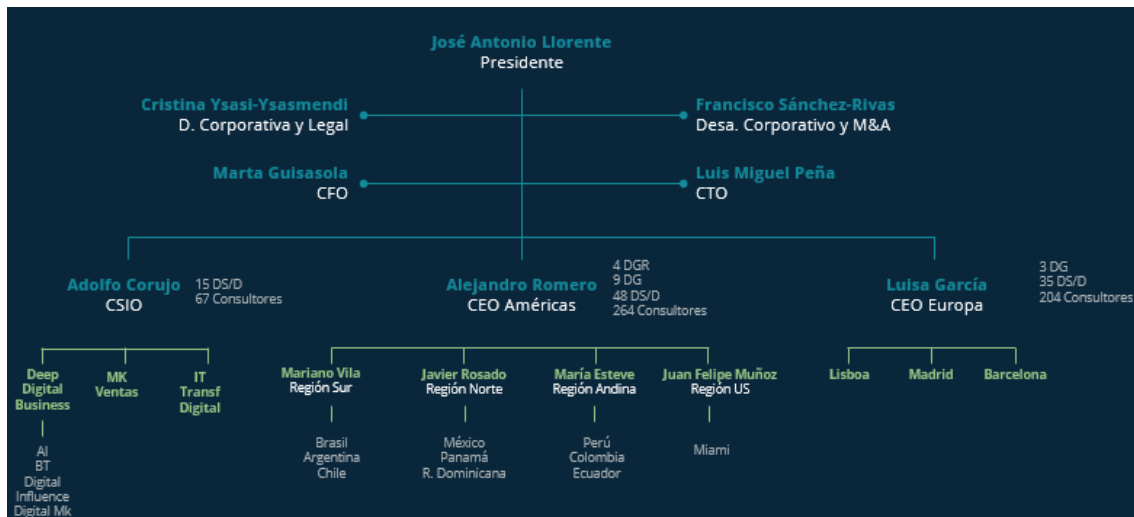 José Antonio Llorente
Presidente
Cristina Ysasi-Ysasmendi
D. Corporativa y Legal
Francisco Sánchez-Rivas
Desa. Corporativo y M&A
Marta Guisasola
CFO
Luis Miguel Peña
CTO
Adolfo Corujo
CSIO
15 DS/D
67 Consultores
Alejandro Romero
CEO Américas
4 DGR
9 DG
48 DS/D
264 Consultores
Luisa García
CEO Europa
3 DG
35 DS/D
204 Consultores
Deep
Digital
Business
MK
Ventas
IT
Transf
Digital
Mariano Vila
Región Sur
Javier Rosado
Región Norte
María Esteve
Región Andina
Juan Felipe Muñoz
Región US
Lisboa
Madrid
Barcelona
AI
BT
Digital
Influence
Digital Mk
Brasil
Argentina
Chile
México
Panamá
R. Dominicana
Perú
Colombia
Ecuador
Miami